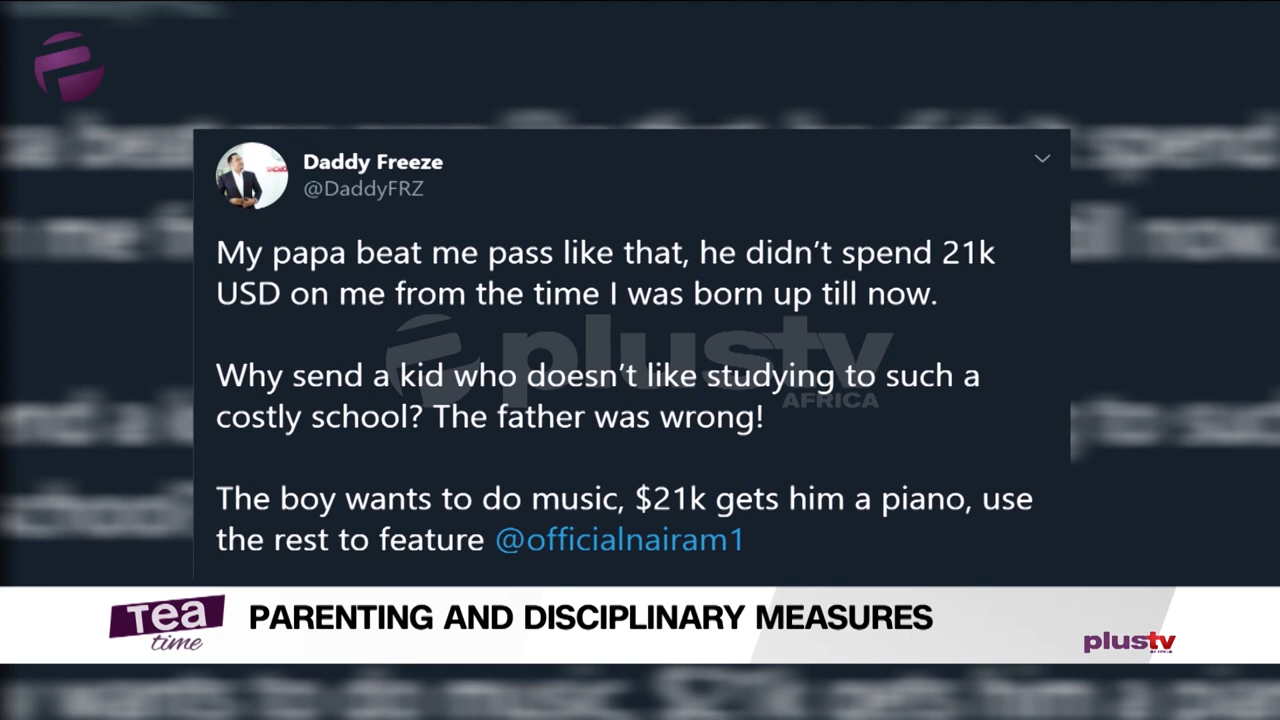 Daddy Freeze
@DaddyFRZ
My papa beat me pass like that, he didn't spend 21k
USD on me from the time I was born up till now.
Why send a kid who doesn't like studying to such a
costly school? The father was wrong!
The boy wants to do music, $21k gets him a piano, use
the rest to feature @officialnairam1
plustv
AFRICA
Tea
time
PARENTING AND DISCIPLINARY MEASURES
plustv